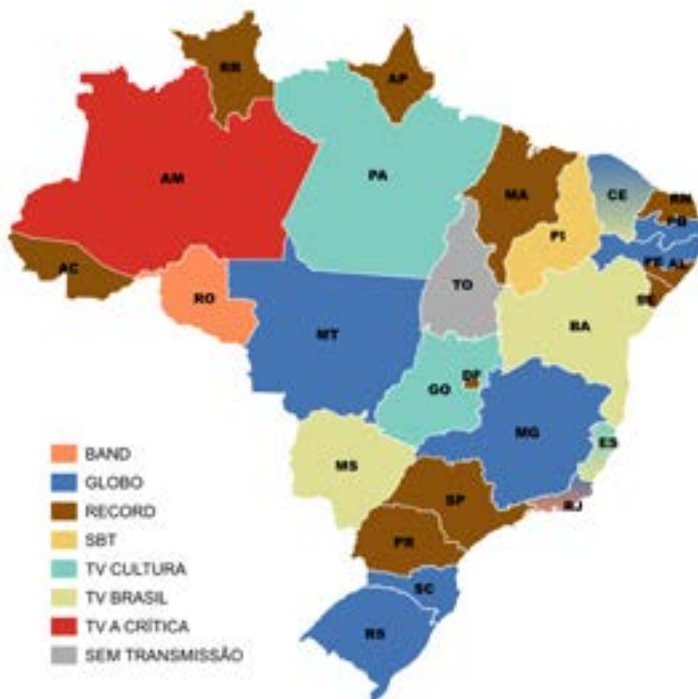 RR
AP
AM
PA
MA
CE
RN
PB
PI
PE
AL
AC
RO
TO
SE
MT
BA
DF
GO
MG
ES
MS
SP
RJ
PR
SC
RS
BAND
GLOBO
RECORD
SBT
TV CULTURA
TV BRASIL
TV A CRÍTICA
SEM TRANSMISSÃO